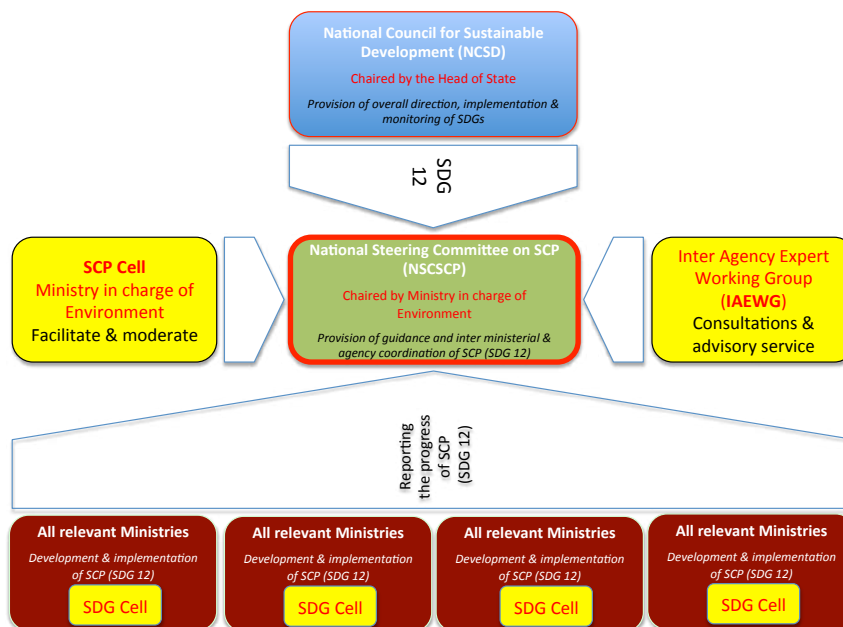 National Council for Sustainable
Development (NCSD)
Chaired by the Head of State
Provision of overall direction, implementation &
monitoring of SDGs
SDG
12
SCP Cell
Ministry in charge of
Environment
Facilitate & moderate
National Steering Committee on SCP
(NSCSCP)
Chaired by Ministry in charge of
Environment
Provision of guidance and inter ministerial &
agency coordination of SCP (SDG 12)
Inter Agency Expert
Working Group
(IAEWG)
Consultations &
advisory service
Reporting
the progress
of SCP
(SDG 12)
All relevant Ministries
Development & implementation
of SCP (SDG 12)
SDG Cell
All relevant Ministries
Development & implementation
of SCP (SDG 12)
SDG Cell
All relevant Ministries
Development & implementation
of SCP (SDG 12)
SDG Cell
All relevant Ministries
Development & implementation
of SCP (SDG 12)
SDG Cell